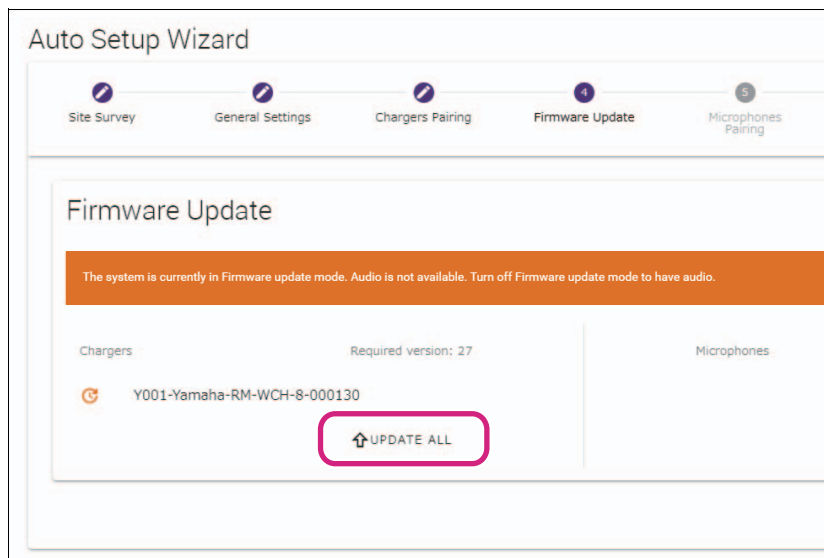 Auto Setup Wizard
Site Survey
General Settings
Chargers Pairing
4
Firmware Update
5
Microphones
Pairing
Firmware Update
The system is currently in Firmware update mode. Audio is not available. Turn off Firmware update mode to have audio.
Chargers
Required version: 27
Microphones
Y001-Yamaha-RM-WCH-8-000130
UPDATE ALL